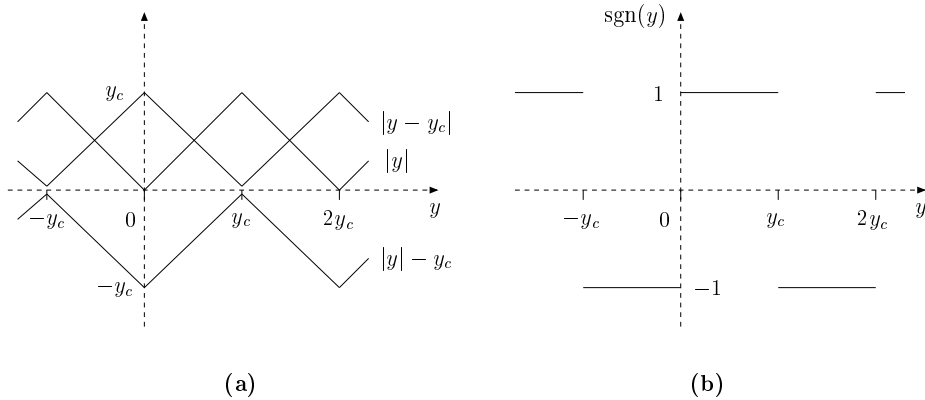 sgn(y)
y_c
1
|y − y_c|
|y|
−y_c
0
y_c
2y_c
y
−y_c
0
y_c
2y_c
y
|y| − y_c
−y_c
−1
(a)
(b)